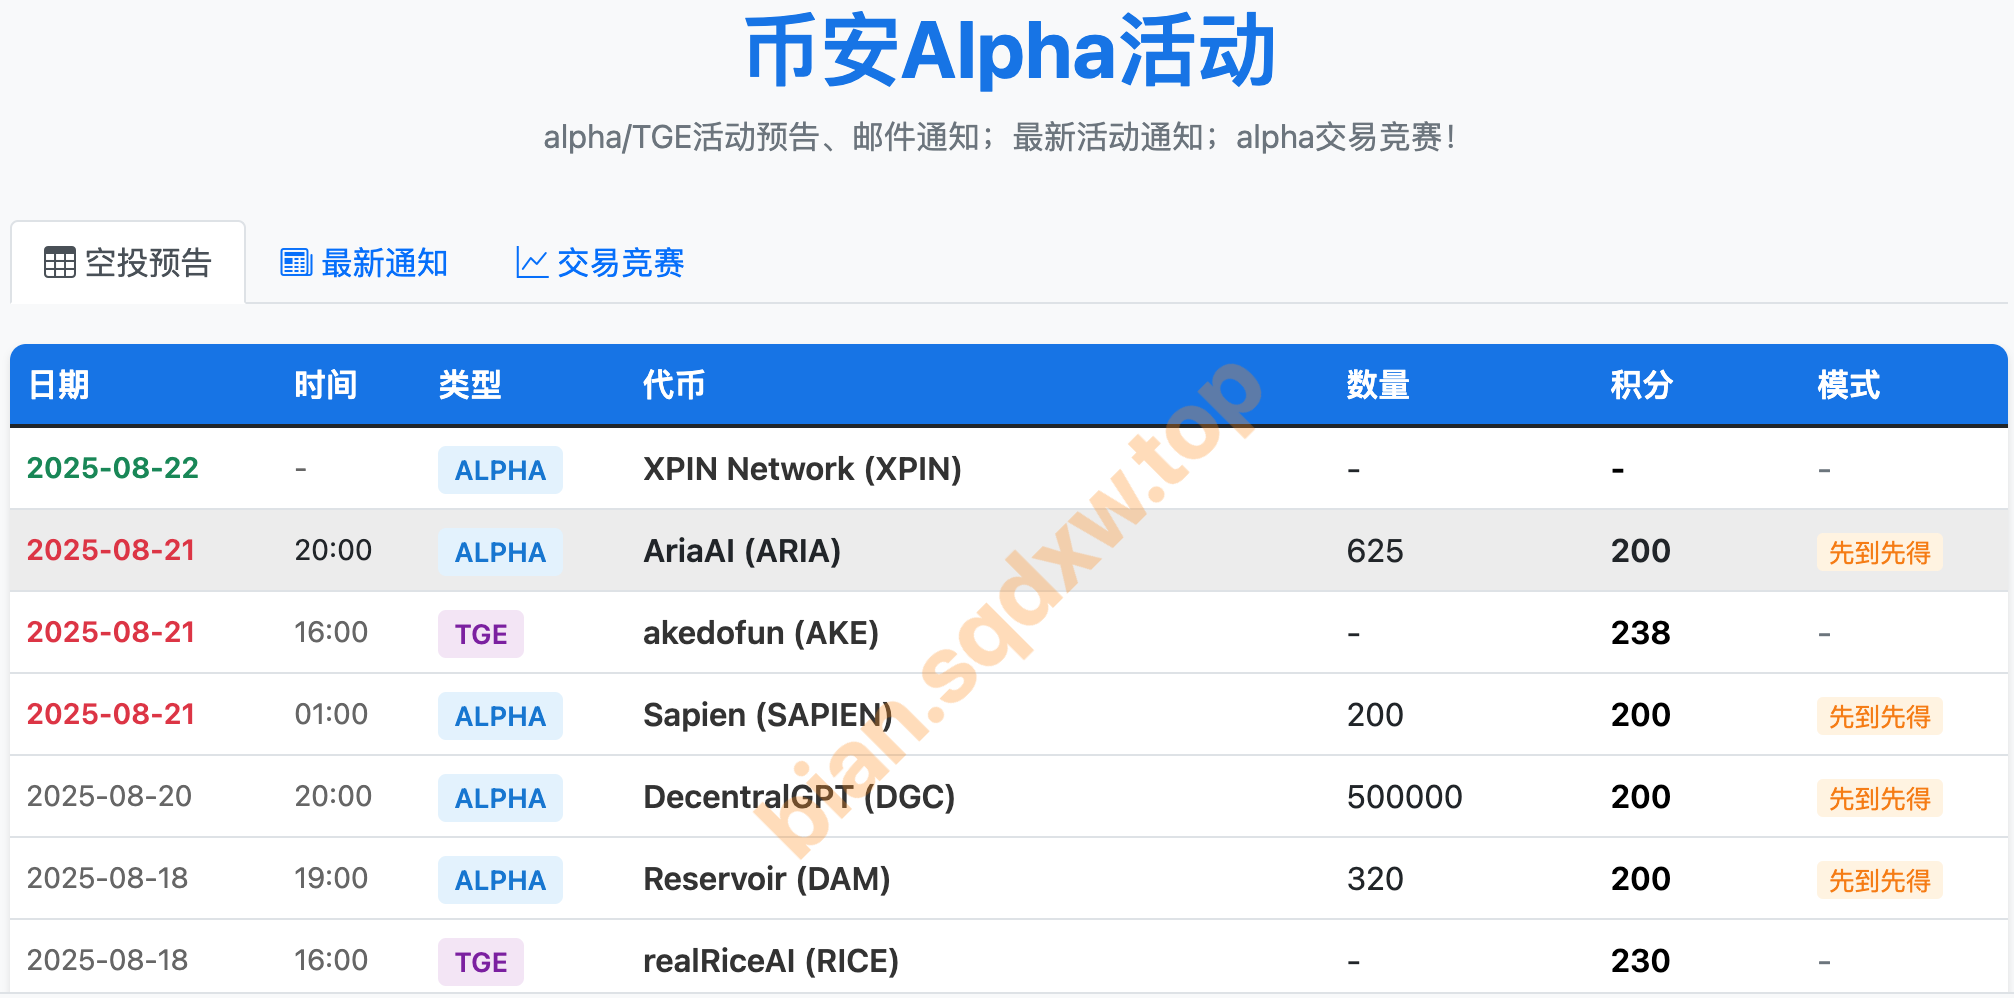 币安Alpha活动
alpha/TGE活动预告、邮件通知；最新活动通知；alpha交易竞赛！
空投预告 最新通知 交易竞赛
日期 时间 类型 代币 数量 积分 模式
2025-08-22 - ALPHA XPIN Network (XPIN) - - -
2025-08-21 20:00 ALPHA AriaAI (ARIA) 625 200 先到先得
2025-08-21 16:00 TGE akedofun (AKE) - 238 -
2025-08-21 01:00 ALPHA Sapien (SAPIEN) 200 200 先到先得
2025-08-20 20:00 ALPHA DecentralGPT (DGC) 500000 200 先到先得
2025-08-18 19:00 ALPHA Reservoir (DAM) 320 200 先到先得
2025-08-18 16:00 TGE realRiceAI (RICE) - 230 -
bian.sqdxw.top